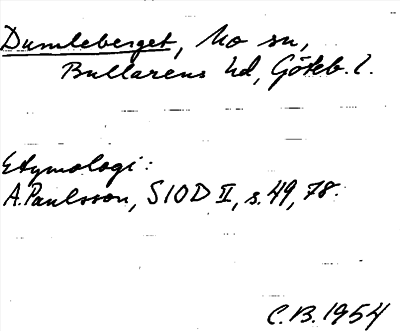 Dumleberget, Mo sn,
Bullarens hd, Göteb. l.
Etymologi:
A. Paulsson, SIOD II, s. 49, 78.
C.B. 1954